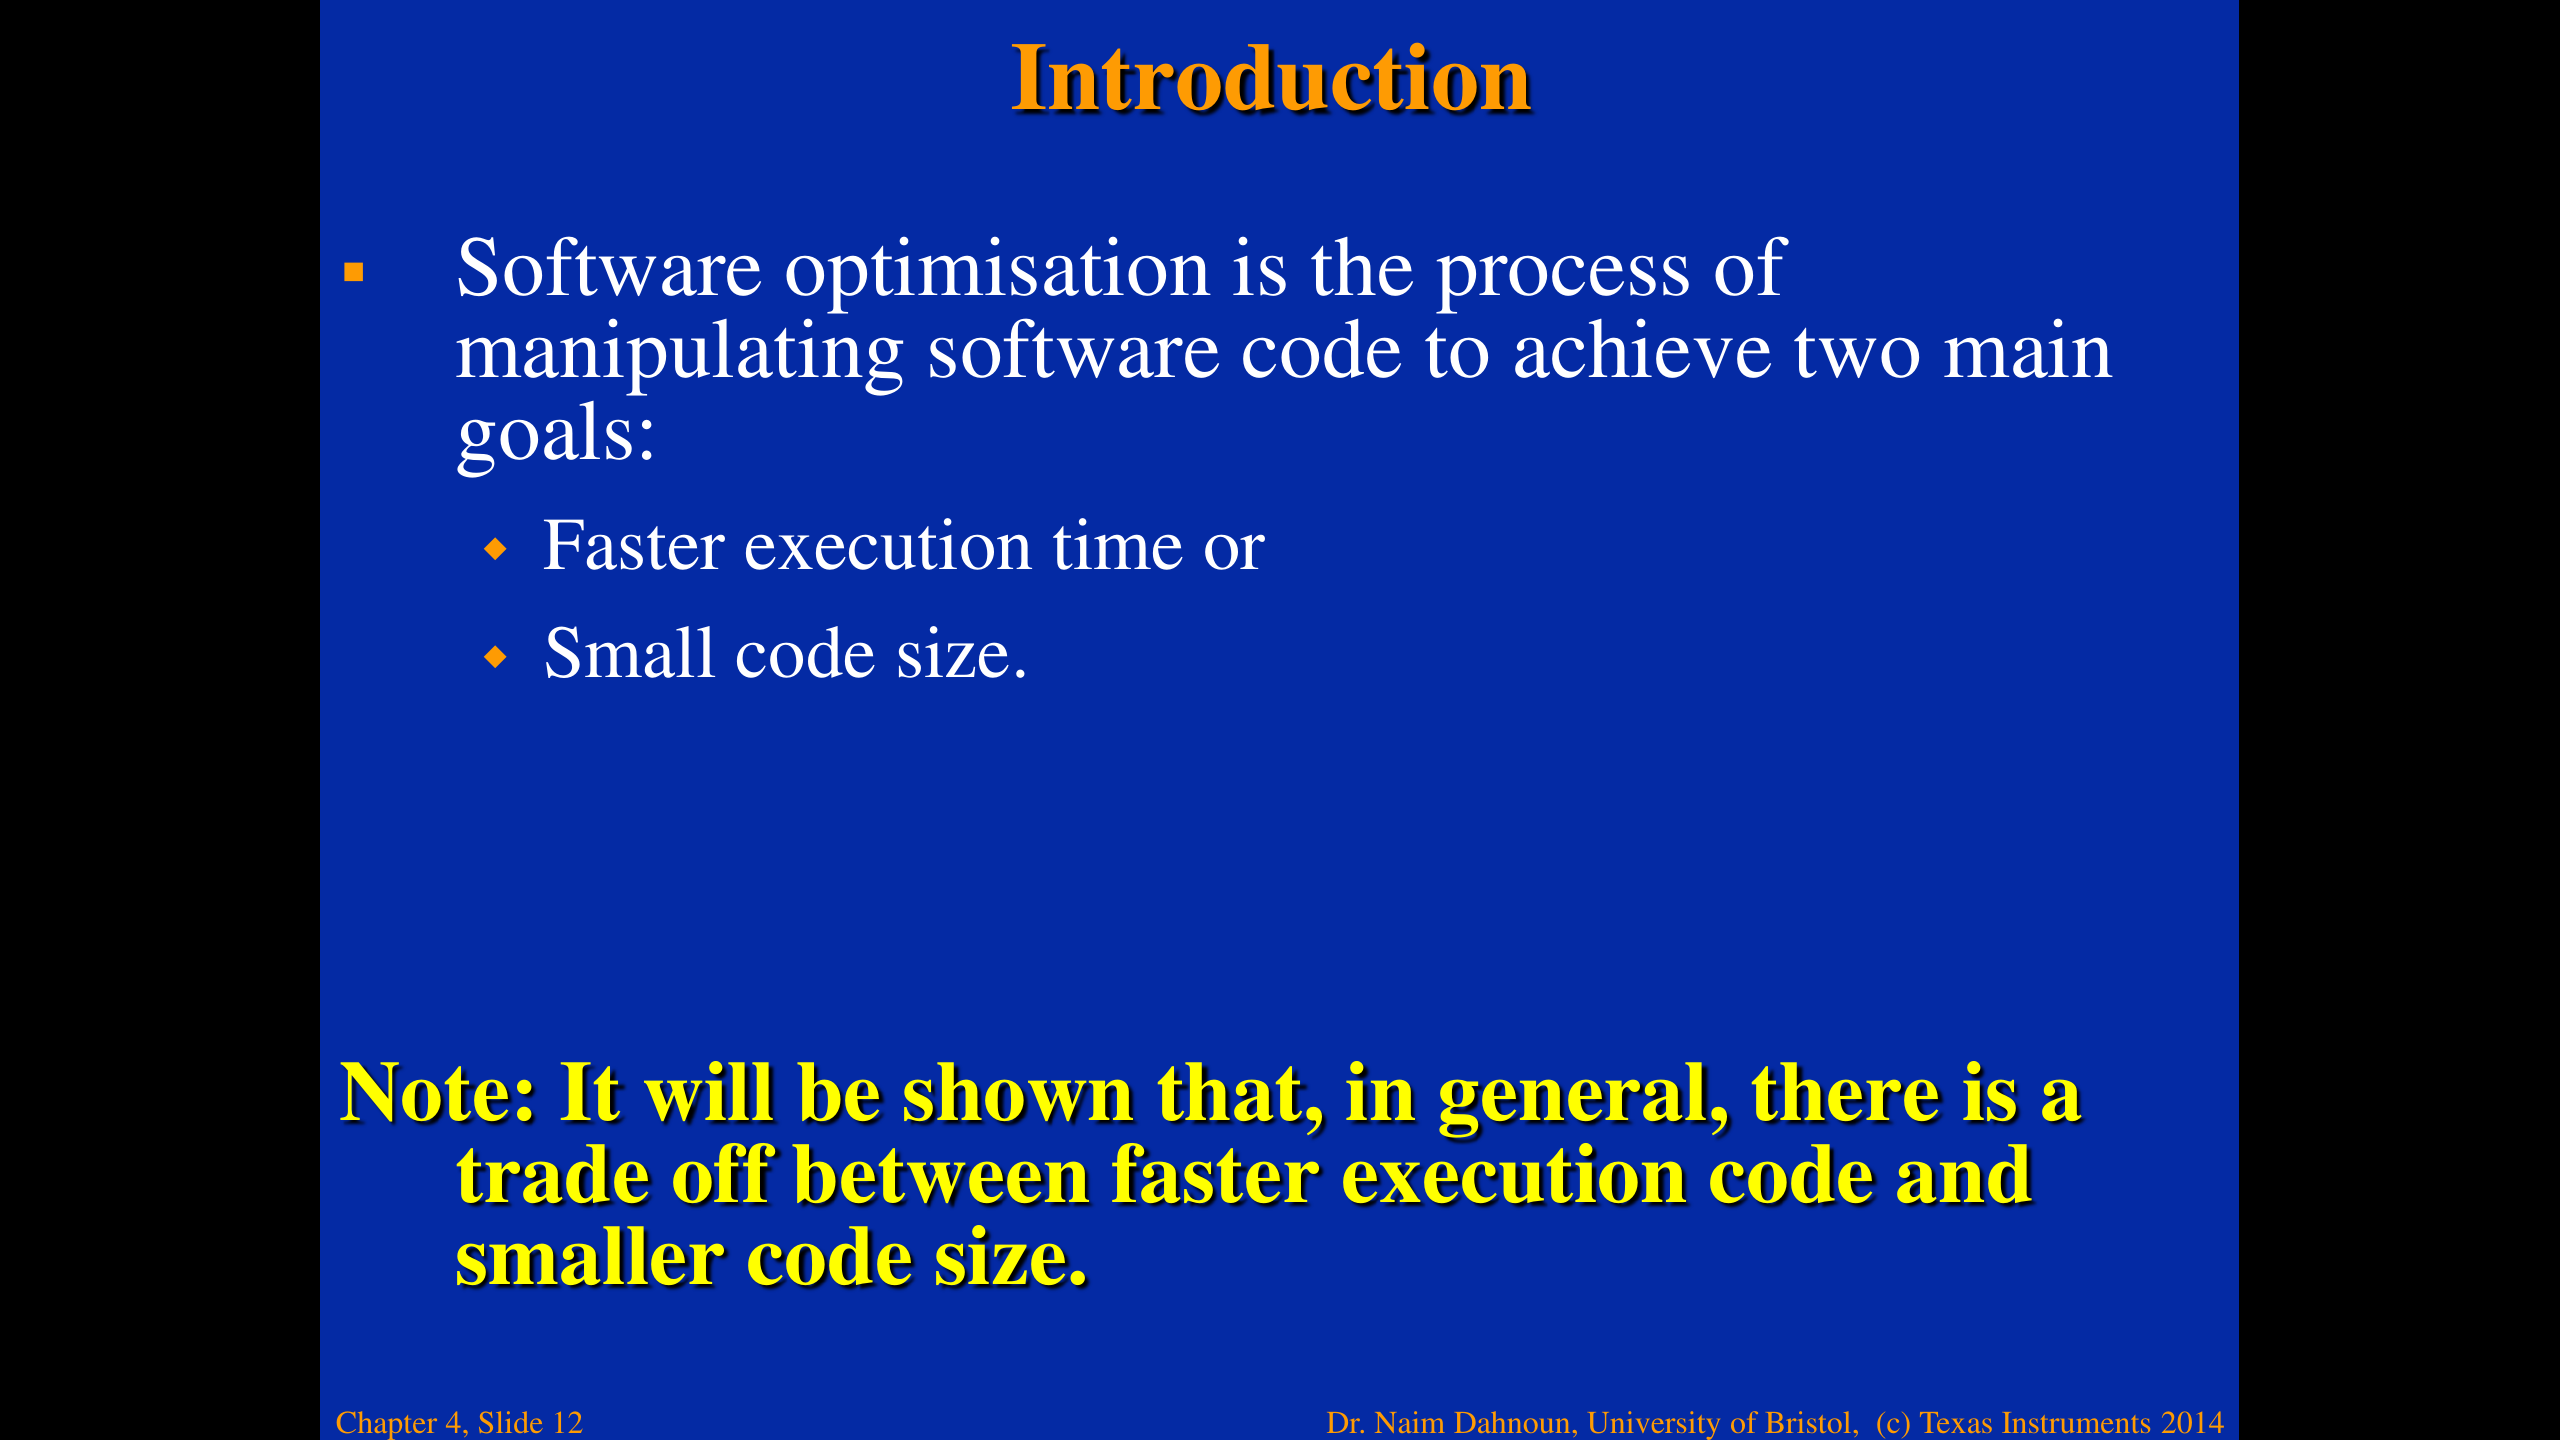 Introduction
Software optimisation is the process of
manipulating software code to achieve two main
goals:
Faster execution time or
Small code size.
Note: It will be shown that, in general, there is a
trade off between faster execution code and
smaller code size.
Chapter 4, Slide 12
Dr. Naim Dahnoun, University of Bristol, (c) Texas Instruments 2014